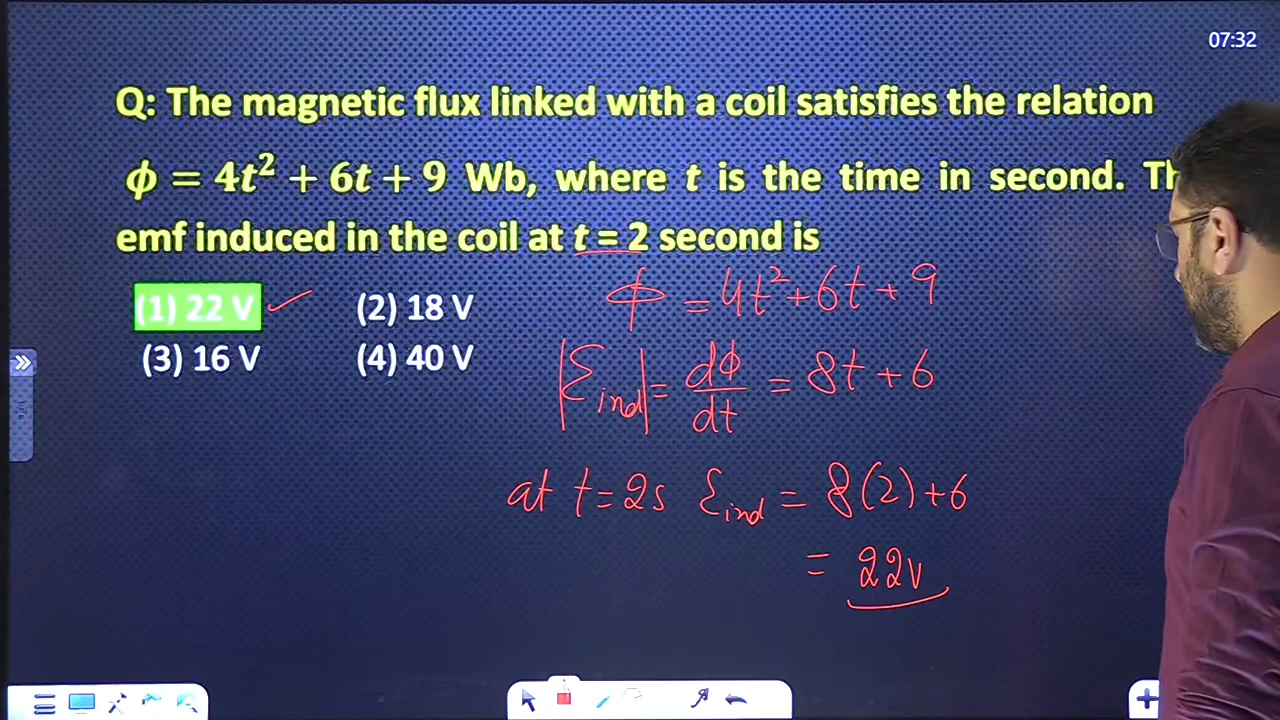 07:32
Q: The magnetic flux linked with a coil satisfies the relation
ϕ = 4t² + 6t + 9 Wb, where t is the time in second. Th
emf induced in the coil at t = 2 second is
(1) 22 V (2) 18 V
(3) 16 V (4) 40 V
ϕ = 4t² + 6t + 9
|Ɛind| = dϕ/dt = 8t + 6
at t = 2s Ɛind = 8(2) + 6
= 22V